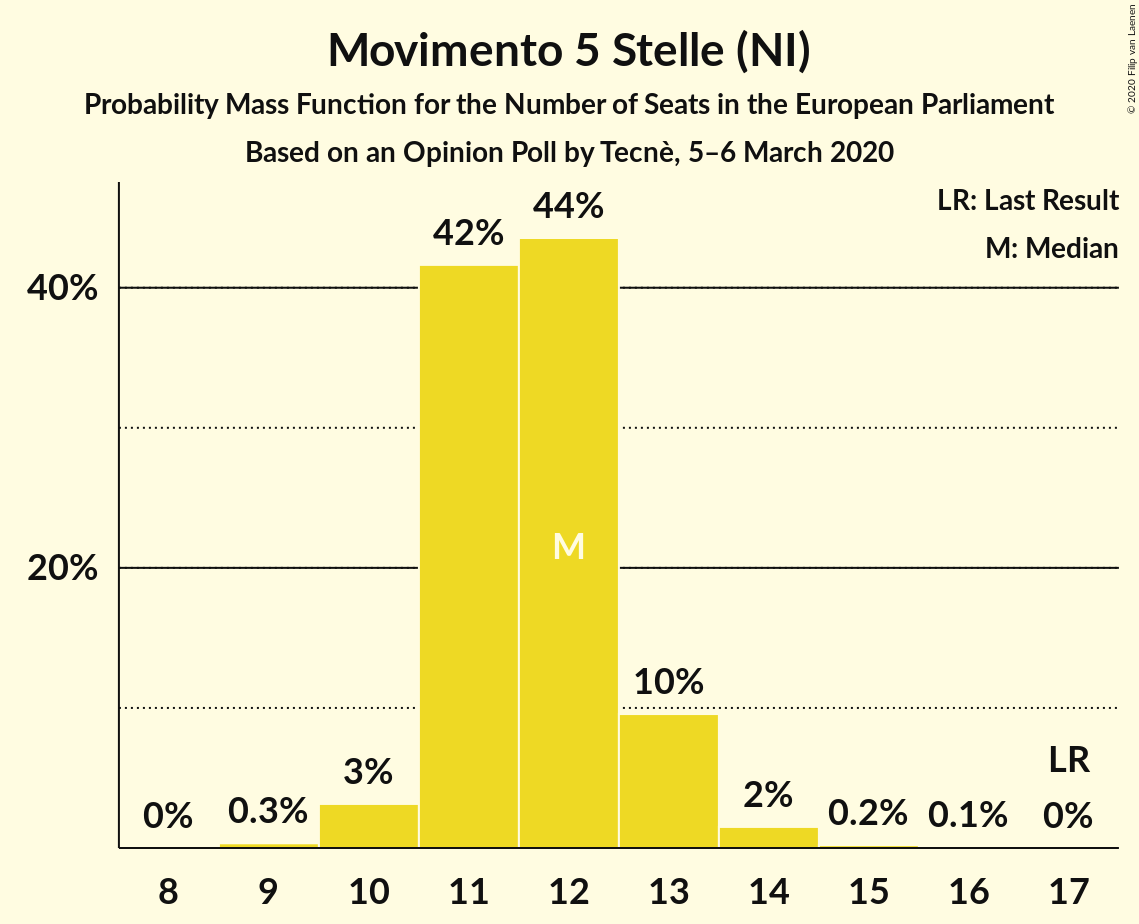 Movimento 5 Stelle (NI)
Probability Mass Function for the Number of Seats in the European Parliament
Based on an Opinion Poll by Tecnè, 5–6 March 2020
© 2020 Filip van Laenen
LR: Last Result
M: Median
40%
20%
0%
0.3%
3%
42%
44%
M
10%
2%
0.2%
0.1%
LR
0%
8 9 10 11 12 13 14 15 16 17